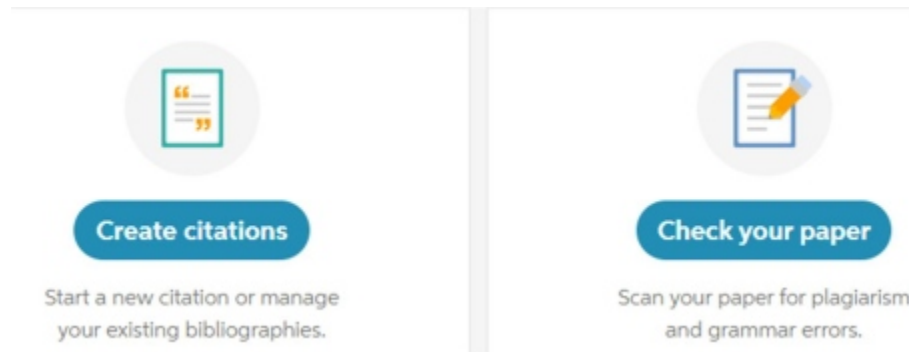 Create citations
Start a new citation or manage
your existing bibliographies.
Check your paper
Scan your paper for plagiarism
and grammar errors.